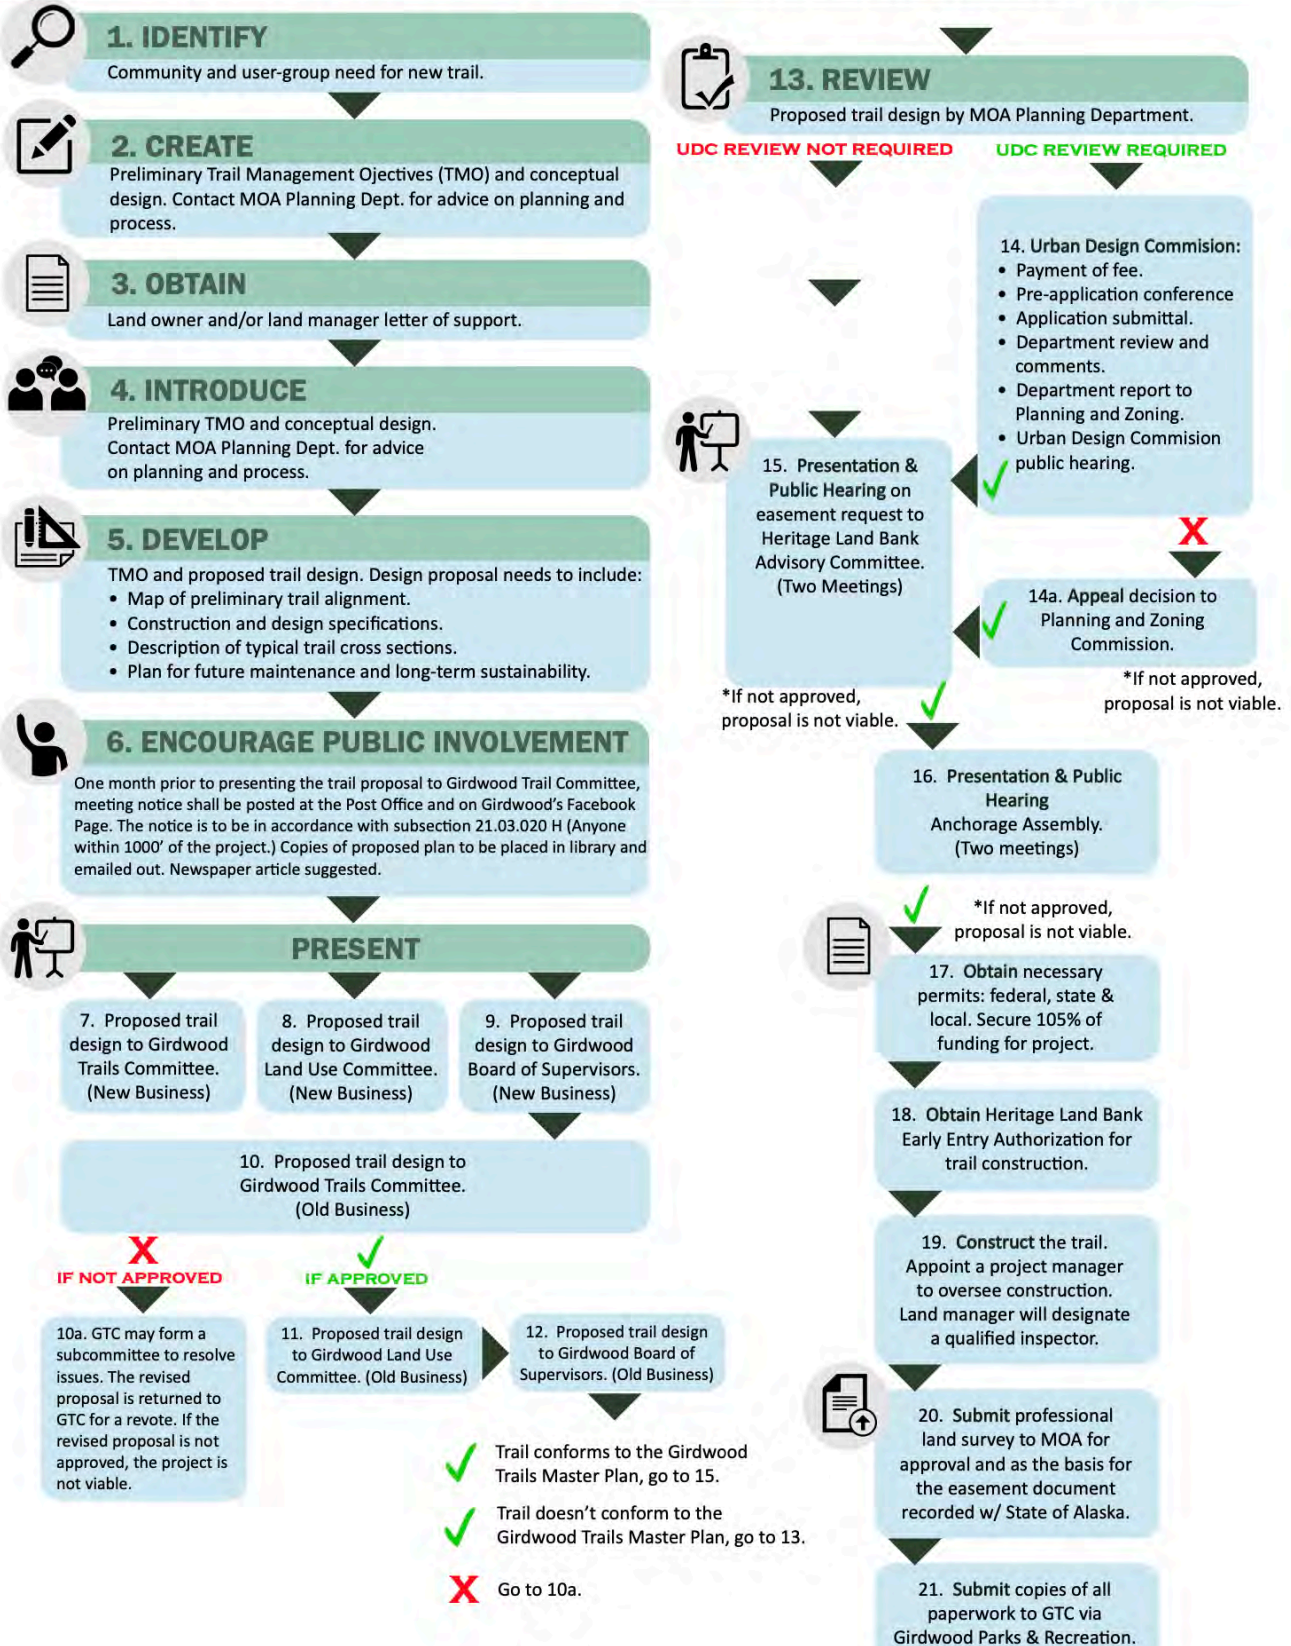 1. IDENTIFY
Community and user-group need for new trail.
2. CREATE
Preliminary Trail Management Ojectives (TMO) and conceptual
design. Contact MOA Planning Dept. for advice on planning and
process.
3. OBTAIN
Land owner and/or land manager letter of support.
4. INTRODUCE
Preliminary TMO and conceptual design.
Contact MOA Planning Dept. for advice
on planning and process.
5. DEVELOP
TMO and proposed trail design. Design proposal needs to include:
• Map of preliminary trail alignment.
• Construction and design specifications.
• Description of typical trail cross sections.
• Plan for future maintenance and long-term sustainability.
6. ENCOURAGE PUBLIC INVOLVEMENT
One month prior to presenting the trail proposal to Girdwood Trail Committee,
meeting notice shall be posted at the Post Office and on Girdwood's Facebook
Page. The notice is to be in accordance with subsection 21.03.020 H (Anyone
within 1000' of the project.) Copies of proposed plan to be placed in library and
emailed out. Newspaper article suggested.
PRESENT
7. Proposed trail
design to Girdwood
Trails Committee.
(New Business)
8. Proposed trail
design to Girdwood
Land Use Committee.
(New Business)
9. Proposed trail
design to Girdwood
Board of Supervisors.
(New Business)
10. Proposed trail design to
Girdwood Trails Committee.
(Old Business)
X
IF NOT APPROVED
IF APPROVED
10a. GTC may form a
subcommittee to resolve
issues. The revised
proposal is returned to
GTC for a revote. If the
revised proposal is not
approved, the project is
not viable.
11. Proposed trail design
to Girdwood Land Use
Committee. (Old Business)
12. Proposed trail design
to Girdwood Board of
Supervisors. (Old Business)
Trail conforms to the Girdwood
Trails Master Plan, go to 15.
Trail doesn't conform to the
Girdwood Trails Master Plan, go to 13.
X Go to 10a.
13. REVIEW
Proposed trail design by MOA Planning Department.
UDC REVIEW NOT REQUIRED
UDC REVIEW REQUIRED
14. Urban Design Commision:
• Payment of fee.
• Pre-application conference
• Application submittal.
• Department review and
comments.
• Department report to
Planning and Zoning.
• Urban Design Commision
public hearing.
X
14a. Appeal decision to
Planning and Zoning
Commission.
*If not approved,
proposal is not viable.
15. Presentation &
Public Hearing on
easement request to
Heritage Land Bank
Advisory Committee.
(Two Meetings)
*If not approved,
proposal is not viable.
16. Presentation & Public
Hearing
Anchorage Assembly.
(Two meetings)
*If not approved,
proposal is not viable.
17. Obtain necessary
permits: federal, state &
local. Secure 105% of
funding for project.
18. Obtain Heritage Land Bank
Early Entry Authorization for
trail construction.
19. Construct the trail.
Appoint a project manager
to oversee construction.
Land manager will designate
a qualified inspector.
20. Submit professional
land survey to MOA for
approval and as the basis for
the easement document
recorded w/ State of Alaska.
21. Submit copies of all
paperwork to GTC via
Girdwood Parks & Recreation.